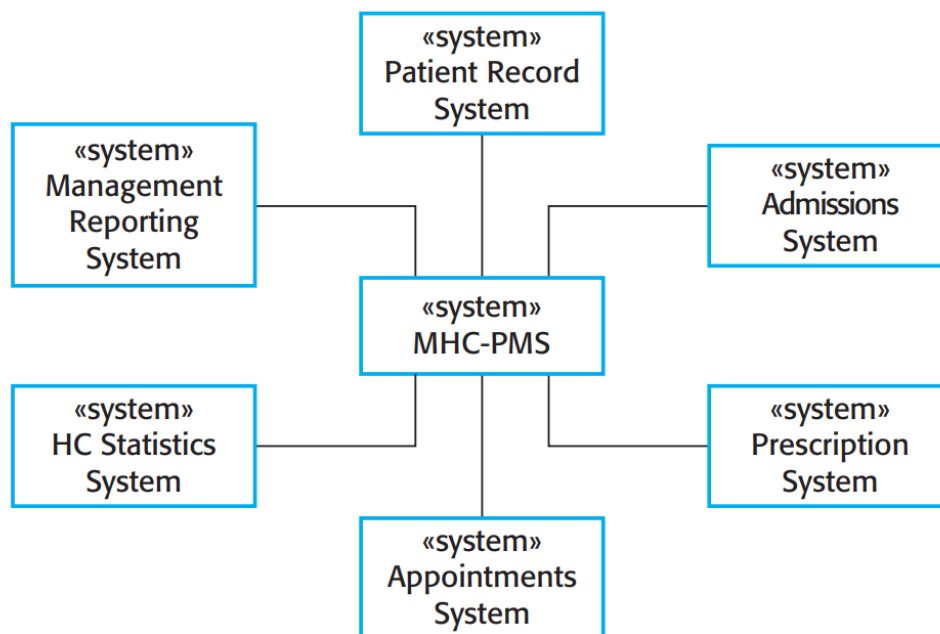 «system»
Patient Record
System
«system»
Management
Reporting
System
«system»
Admissions
System
«system»
MHC-PMS
«system»
HC Statistics
System
«system»
Prescription
System
«system»
Appointments
System